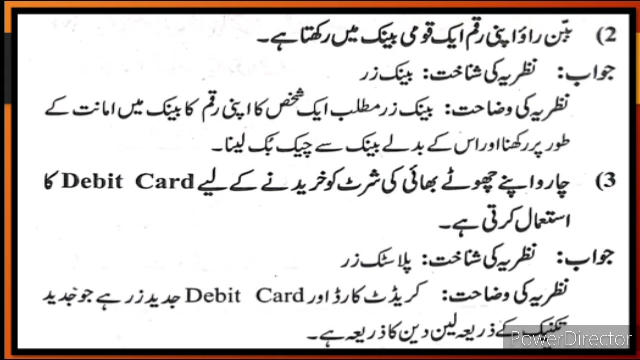 2) بپّن راؤ اپنی رقم ایک قومی بینک میں رکھتا ہے۔
جواب: نظریہ کی شناخت: بینک زر
نظریہ کی وضاحت: بینک زر مطلب ایک شخص کا اپنی رقم کا بینک میں امانت کے
طور پر رکھنا اور اس کے بدلے بینک سے چیک بُک لینا۔
3) چارو اپنے چھوٹے بھائی کی شرٹ کو خریدنے کے لیے Debit Card کا
استعمال کرتی ہے۔
جواب: نظریہ کی شناخت: پلاسٹک زر
نظریہ کی وضاحت: کریڈٹ کارڈ اور Debit Card جدید زر ہے جو جدید
تکنیک کے ذریعہ لین دین کا ذریعہ ہے۔
PowerDirector